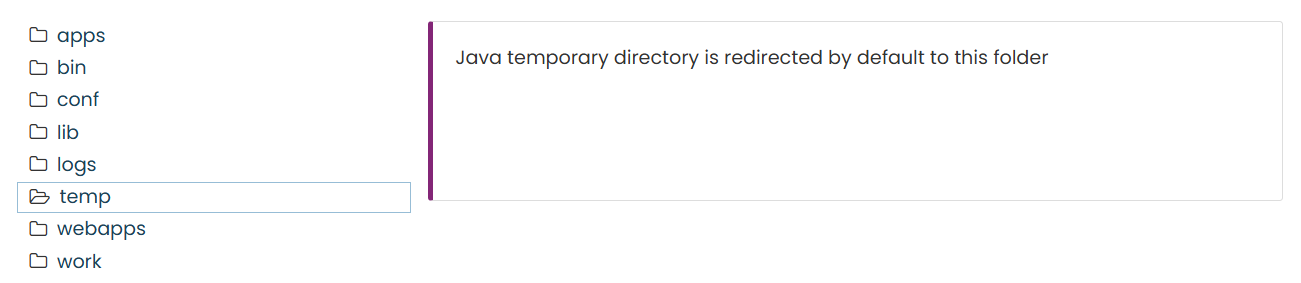 apps
bin
conf
lib
logs
temp
webapps
work
Java temporary directory is redirected by default to this folder